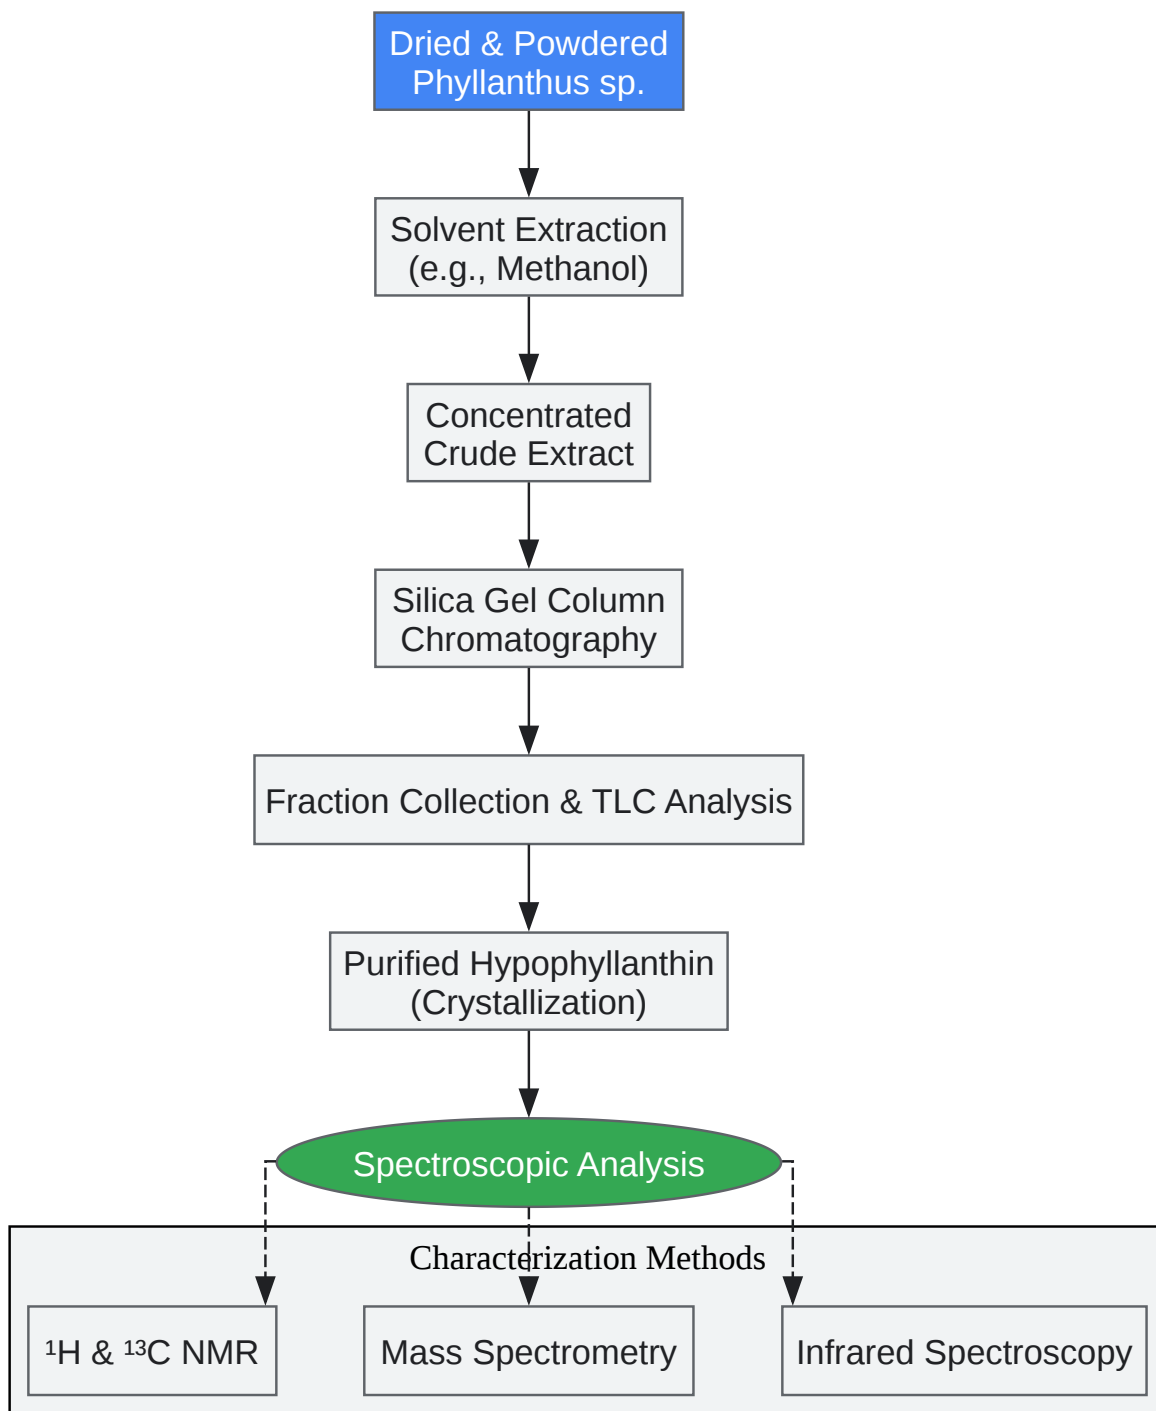 Dried & Powdered
Phyllanthus sp.
Solvent Extraction
(e.g., Methanol)
Concentrated
Crude Extract
Silica Gel Column
Chromatography
Fraction Collection & TLC Analysis
Purified Hypophyllanthin
(Crystallization)
Spectroscopic Analysis
Characterization Methods
¹H & ¹³C NMR
Mass Spectrometry
Infrared Spectroscopy